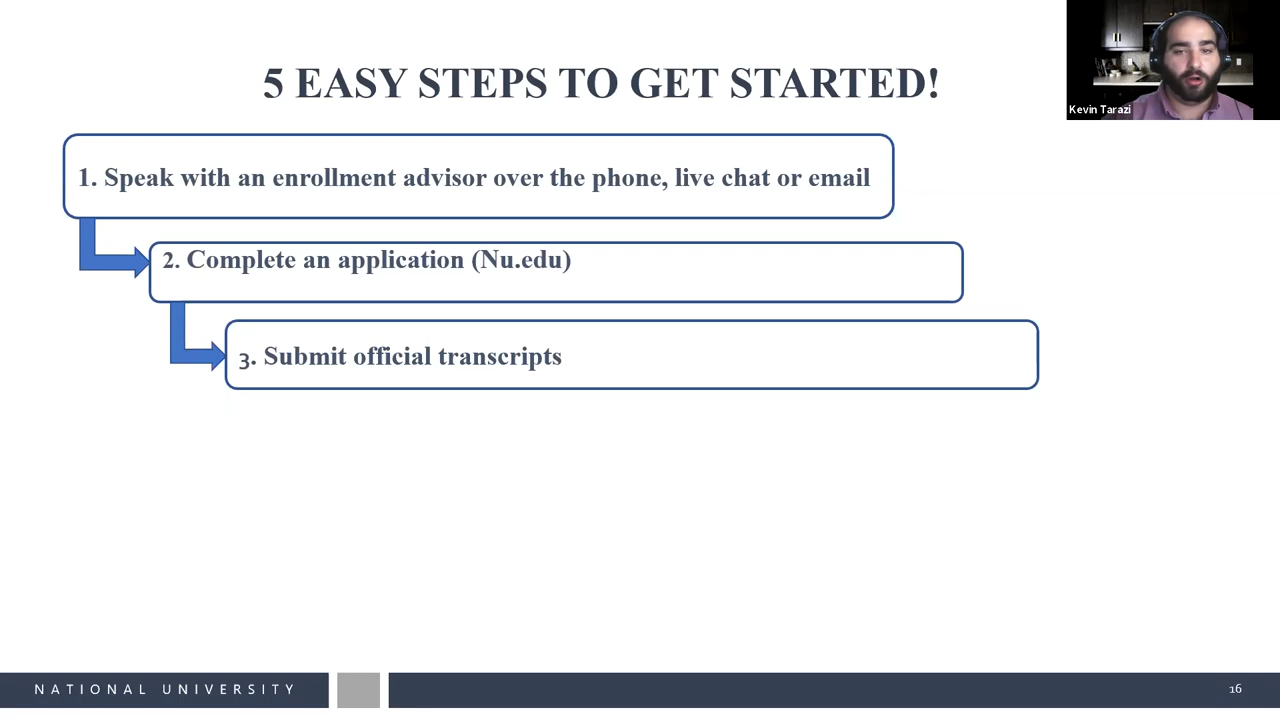 Kevin Tarazi
5 EASY STEPS TO GET STARTED!
1. Speak with an enrollment advisor over the phone, live chat or email
2. Complete an application (Nu.edu)
3. Submit official transcripts
NATIONAL UNIVERSITY
16